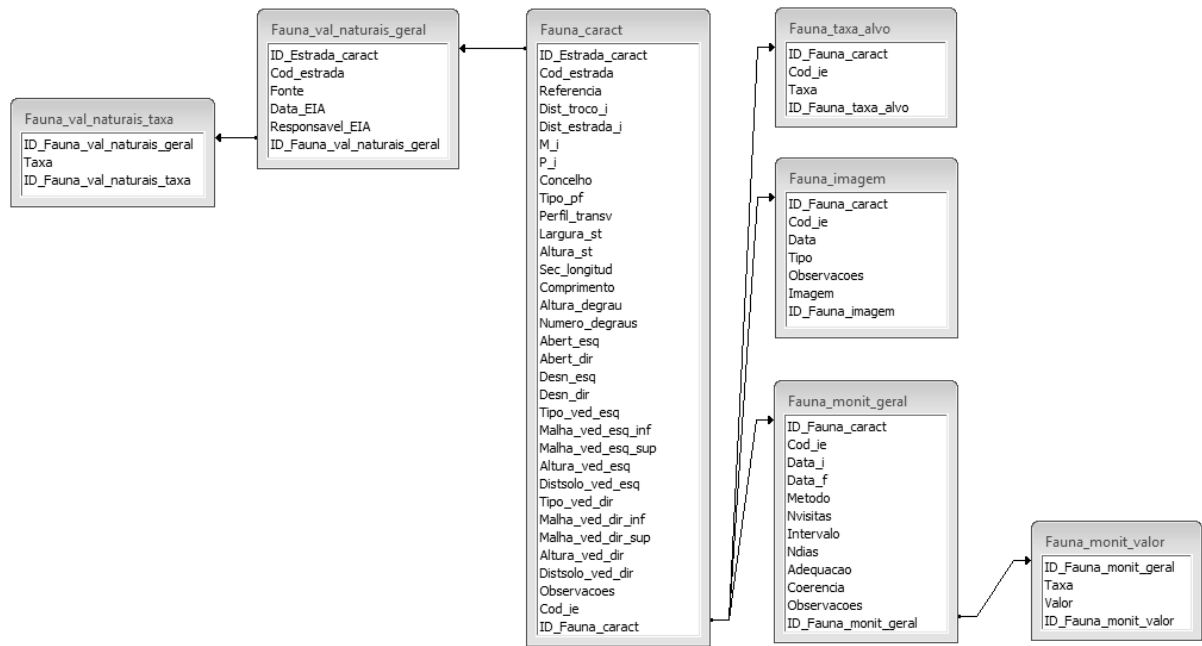 Fauna_val_naturais_taxa
ID_Fauna_val_naturais_geral
Taxa
ID_Fauna_val_naturais_taxa
Fauna_val_naturais_geral
ID_Estrada_caract
Cod_estrada
Fonte
Data_EIA
Responsavel_EIA
ID_Fauna_val_naturais_geral
Fauna_caract
ID_Estrada_caract
Cod_estrada
Referencia
Dist_troco_i
Dist_estrada_i
M_i
P_i
Concelho
Tipo_pf
Perfil_transv
Largura_st
Altura_st
Sec_longitud
Comprimento
Altura_degrau
Numero_degraus
Abert_esq
Abert_dir
Desn_esq
Desn_dir
Tipo_ved_esq
Malha_ved_esq_inf
Malha_ved_esq_sup
Altura_ved_esq
Distsolo_ved_esq
Tipo_ved_dir
Malha_ved_dir_inf
Malha_ved_dir_sup
Altura_ved_dir
Distsolo_ved_dir
Observacoes
Cod_ie
ID_Fauna_caract
Fauna_taxa_alvo
ID_Fauna_caract
Cod_ie
Taxa
ID_Fauna_taxa_alvo
Fauna_imagem
ID_Fauna_caract
Cod_ie
Data
Tipo
Observacoes
Imagem
ID_Fauna_imagem
Fauna_monit_geral
ID_Fauna_caract
Cod_ie
Data_i
Data_f
Metodo
Nvisitas
Intervalo
Ndias
Adequacao
Coerencia
Observacoes
ID_Fauna_monit_geral
Fauna_monit_valor
ID_Fauna_monit_geral
Taxa
Valor
ID_Fauna_monit_valor